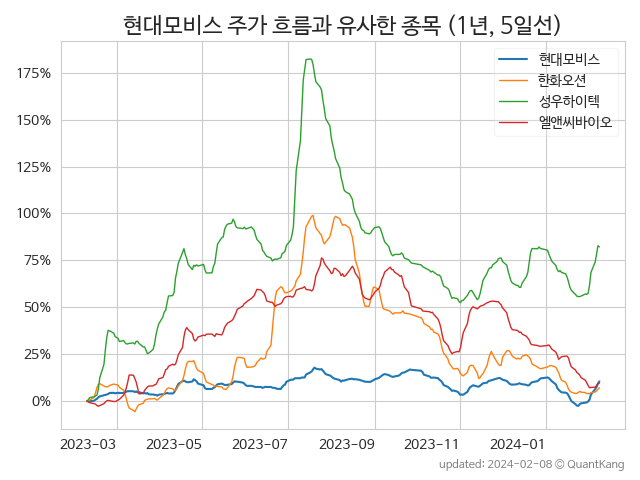 현대모비스 주가 흐름과 유사한 종목 (1년, 5일선)
현대모비스
한화오션
성우하이텍
엘앤씨바이오
175%
150%
125%
100%
75%
50%
25%
0%
2023-03 2023-05 2023-07 2023-09 2023-11 2024-01
updated: 2024-02-08 © QuantKang